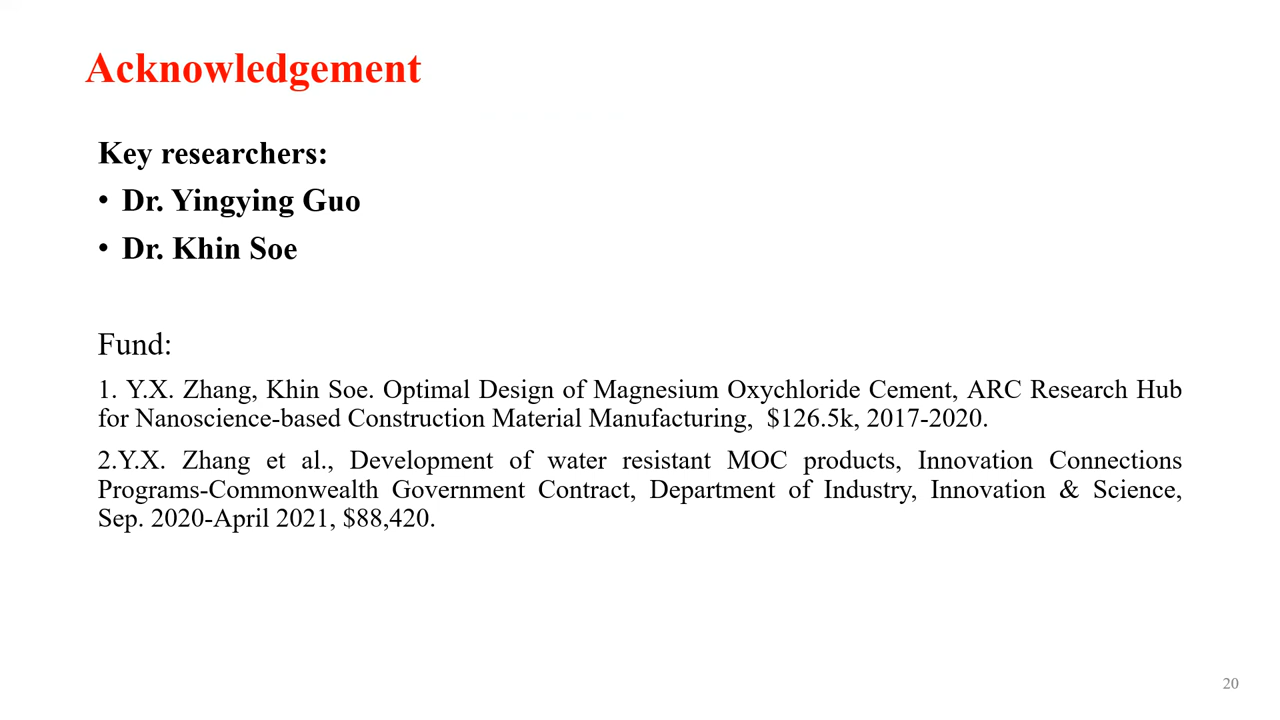 Acknowledgement
Key researchers:
• Dr. Yingying Guo
• Dr. Khin Soe
Fund:
1. Y.X. Zhang, Khin Soe. Optimal Design of Magnesium Oxychloride Cement, ARC Research Hub
for Nanoscience-based Construction Material Manufacturing,  $126.5k, 2017-2020.
2.Y.X. Zhang et al., Development of water resistant MOC products, Innovation Connections
Programs-Commonwealth Government Contract, Department of Industry, Innovation & Science,
Sep. 2020-April 2021, $88,420.
20